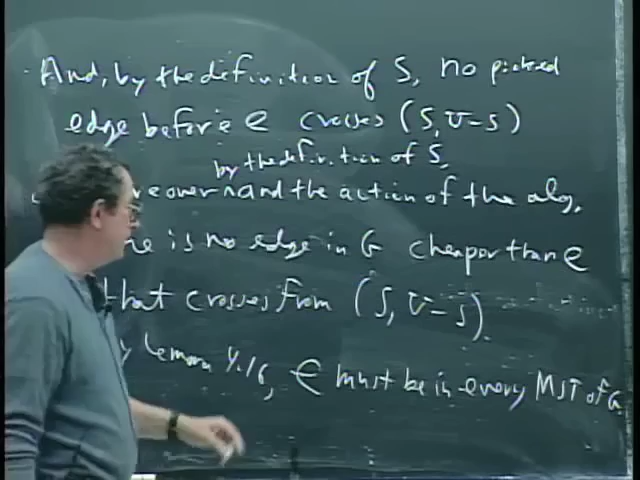 And, by the definition of S, no picked
edge before e crosses (S, V-S)
by the definition of S,
over n and the action of the alg,
is no edge in G cheaper than e
that crosses from (S, V-S).
Lemma 4.16, e must be in every MST of G